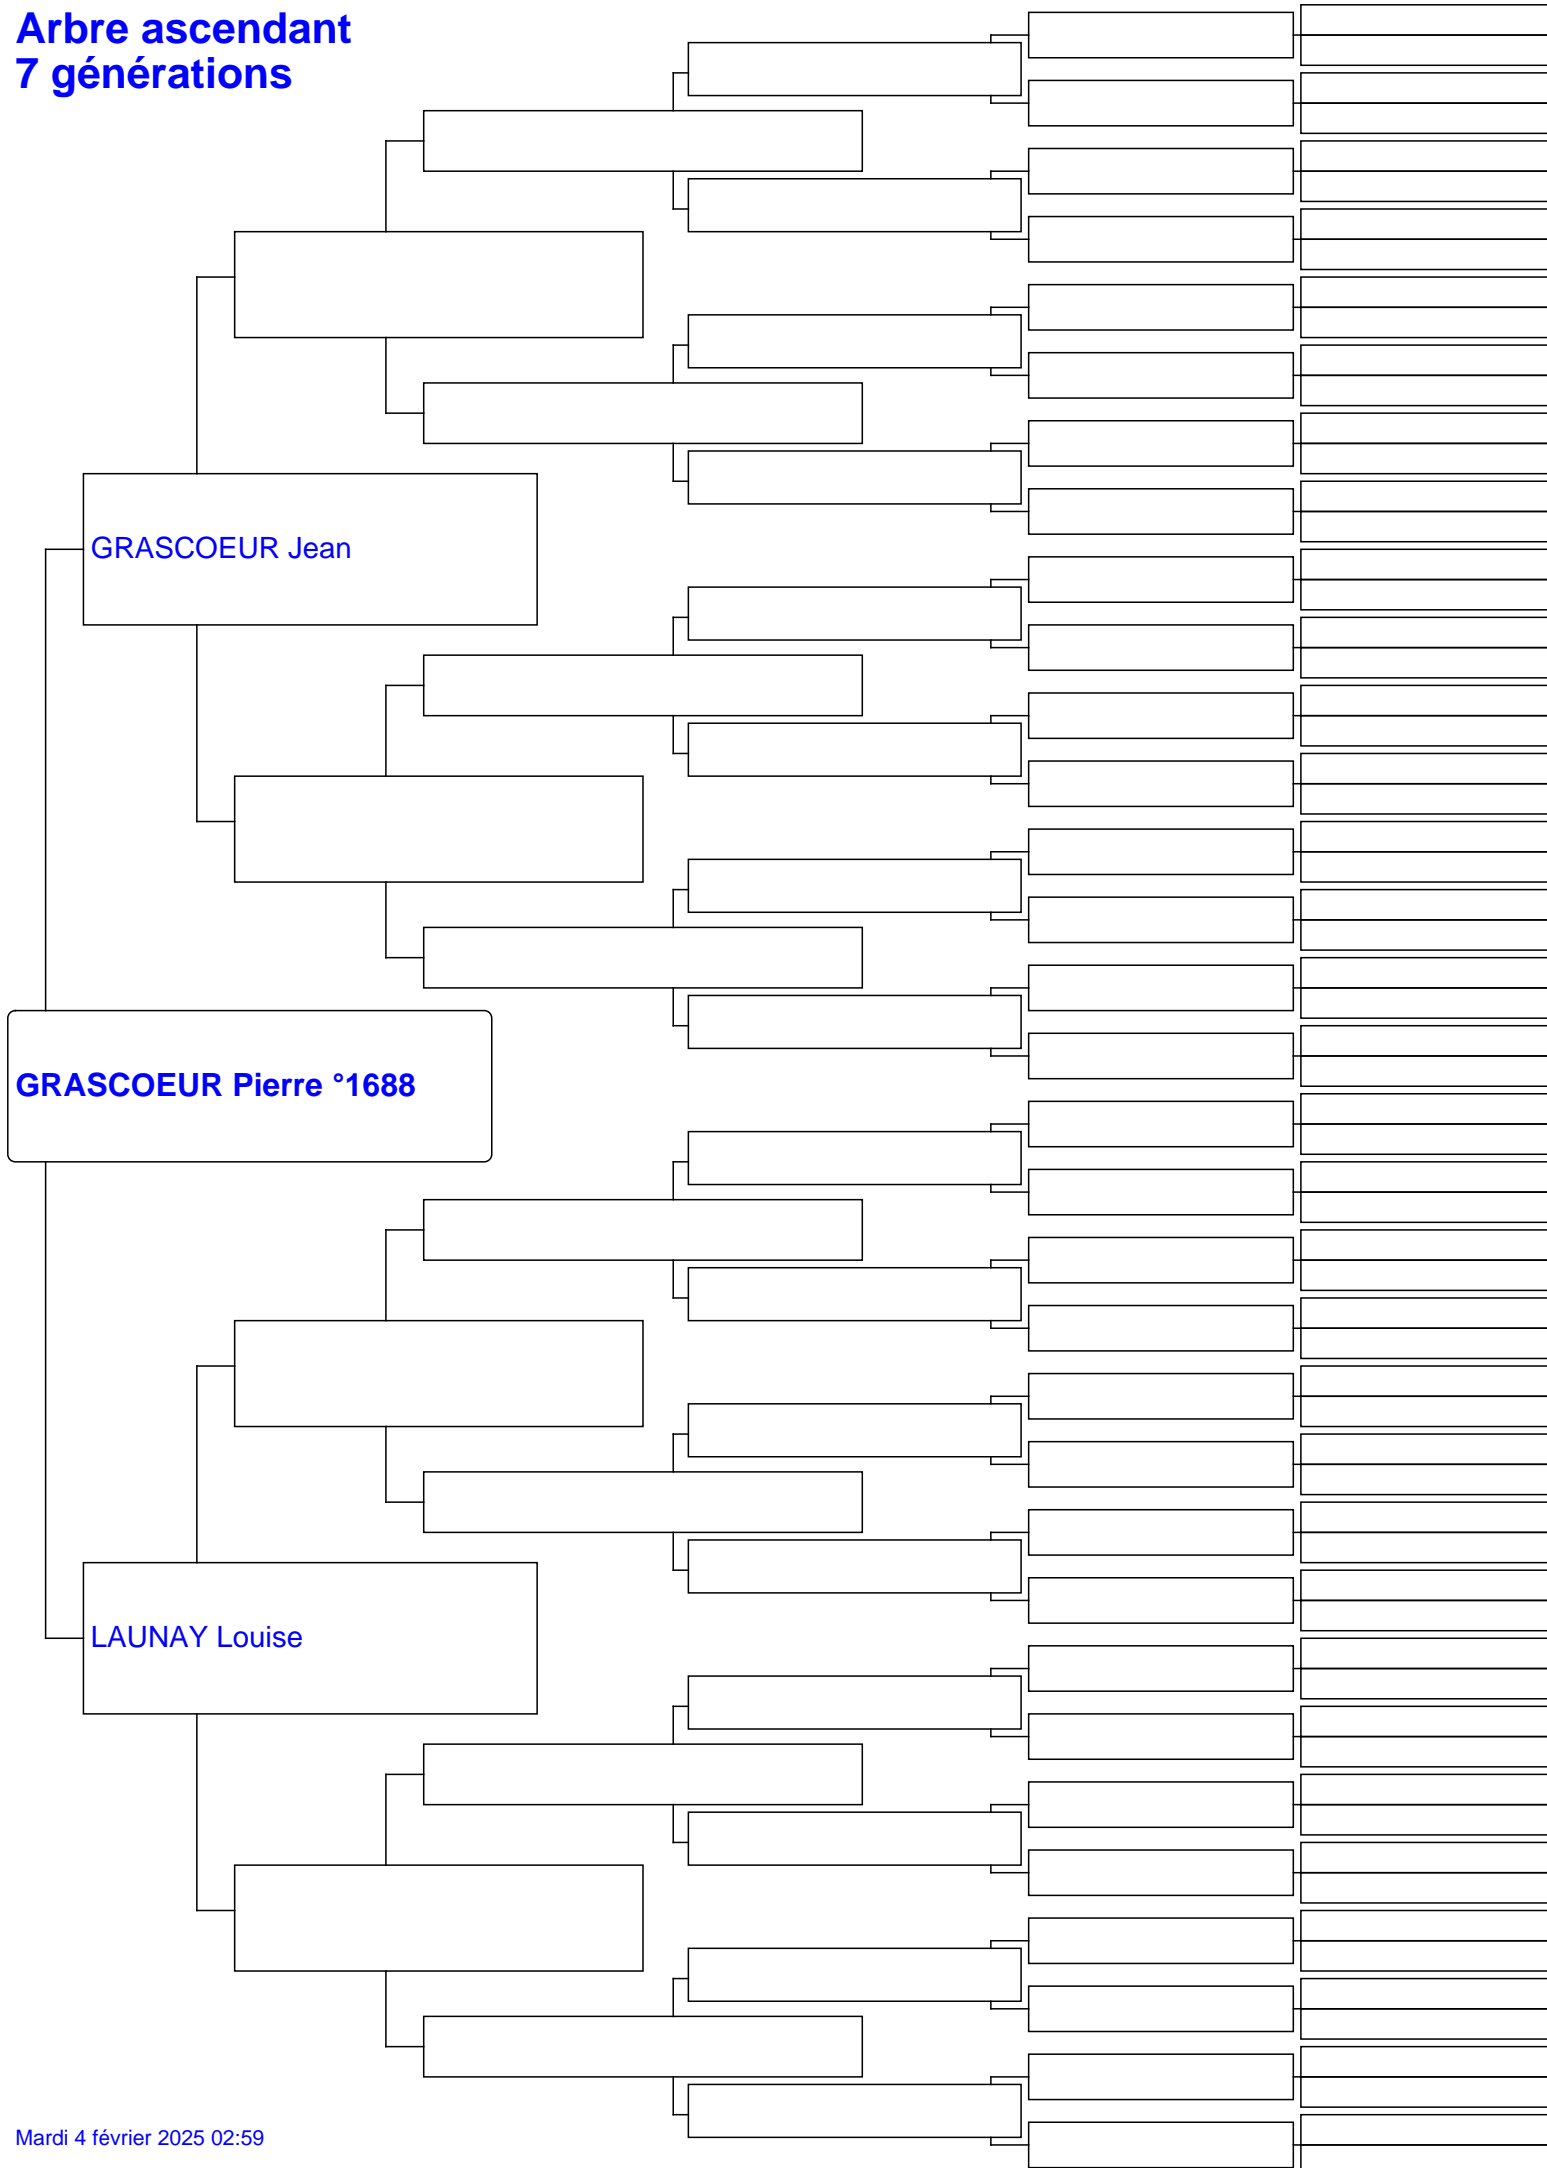 Arbre ascendant
7 générations
GRASCOEUR Jean
GRASCOEUR Pierre °1688
LAUNAY Louise
Mardi 4 février 2025 02:59